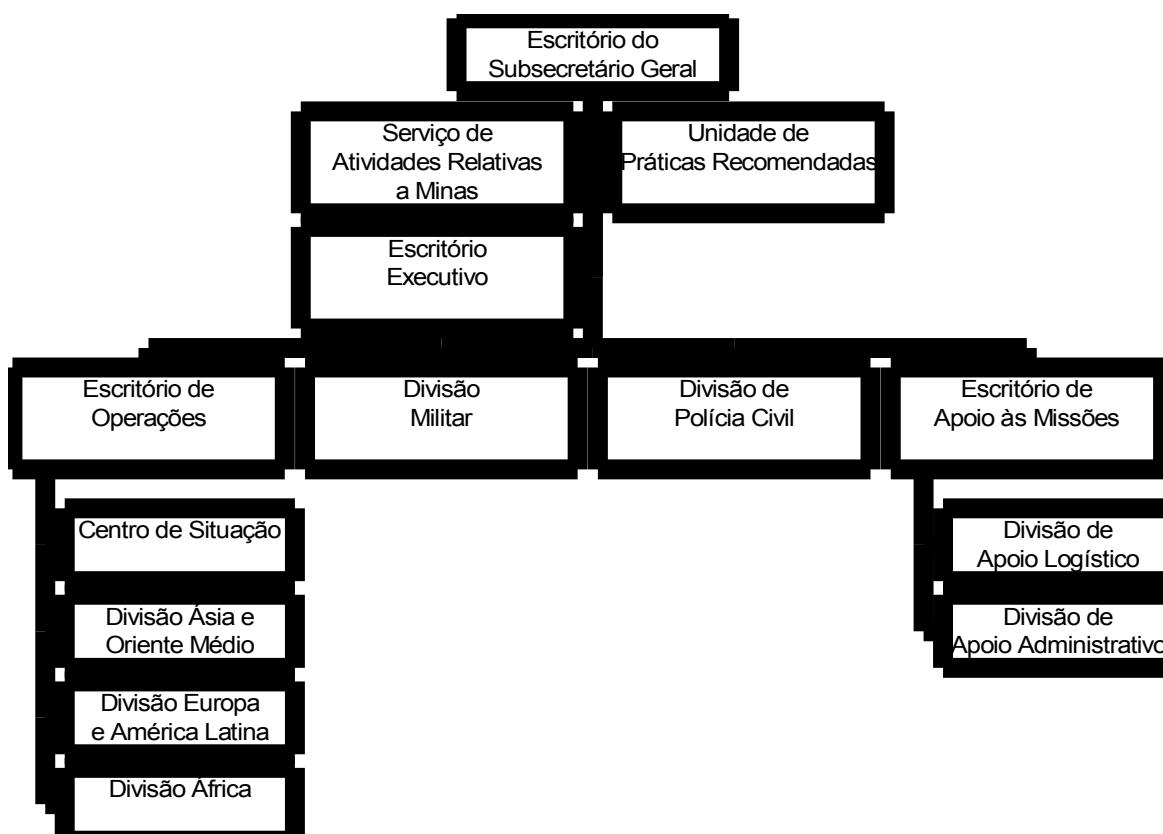 Escritório do
Subsecretário Geral
Serviço de
Atividades Relativas
a Minas
Unidade de
Práticas Recomendadas
Escritório
Executivo
Escritório de
Operações
Divisão
Militar
Divisão de
Polícia Civil
Escritório de
Apoio às Missões
Centro de Situação
Divisão Ásia e
Oriente Médio
Divisão Europa
e América Latina
Divisão África
Divisão de
Apoio Logístico
Divisão de
Apoio Administrativo